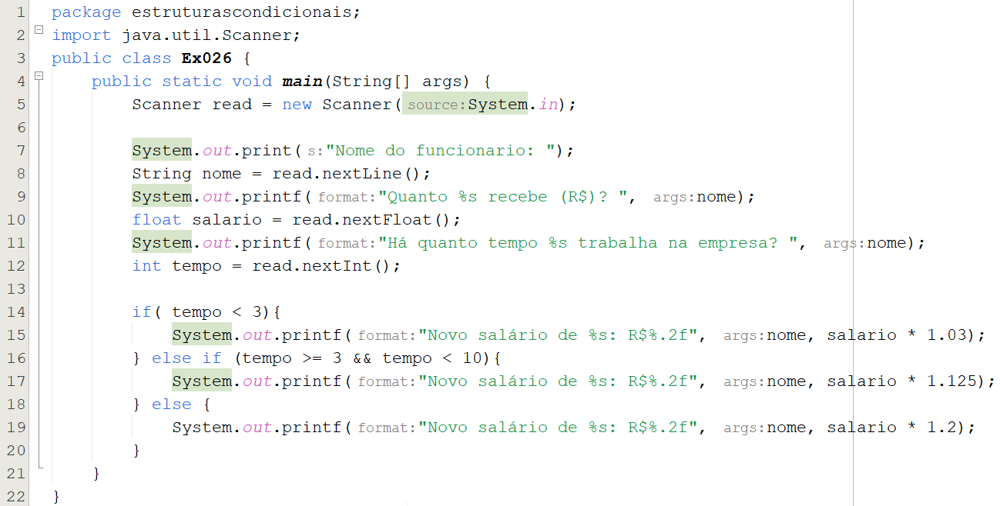 1 package estruturascondicionais;
2 import java.util.Scanner;
3 public class Ex026 {
4     public static void main(String[] args) {
5         Scanner read = new Scanner( source:System.in);
6
7         System.out.print( s:"Nome do funcionario: ");
8         String nome = read.nextLine();
9         System.out.printf( format:"Quanto %s recebe (R$)? ", args:nome);
10         float salario = read.nextFloat();
11         System.out.printf( format:"Há quanto tempo %s trabalha na empresa? ", args:nome);
12         int tempo = read.nextInt();
13
14         if( tempo < 3){
15             System.out.printf( format:"Novo salário de %s: R$%.2f", args:nome, salario * 1.03);
16         } else if (tempo >= 3 && tempo < 10){
17             System.out.printf( format:"Novo salário de %s: R$%.2f", args:nome, salario * 1.125);
18         } else {
19             System.out.printf( format:"Novo salário de %s: R$%.2f", args:nome, salario * 1.2);
20         }
21     }
22 }